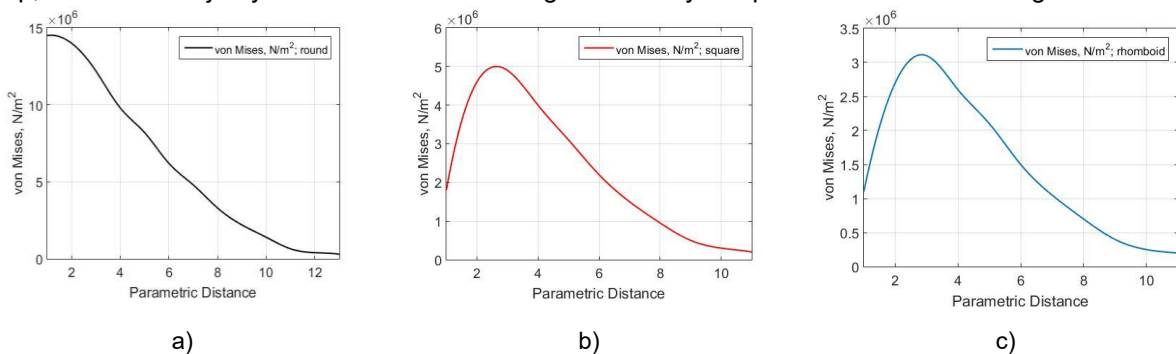 ×10⁶
15
10
5
0
2 4 6 8 10 12
von Mises, N/m²
Parametric Distance
von Mises, N/m²; round
a)
×10⁶
6
5
4
3
2
1
0
2 4 6 8 10
von Mises, N/m²
Parametric Distance
von Mises, N/m²; square
b)
×10⁶
3.5
3
2.5
2
1.5
1
0.5
0
2 4 6 8 10
von Mises, N/m²
Parametric Distance
von Mises, N/m²; rhomboid
c)